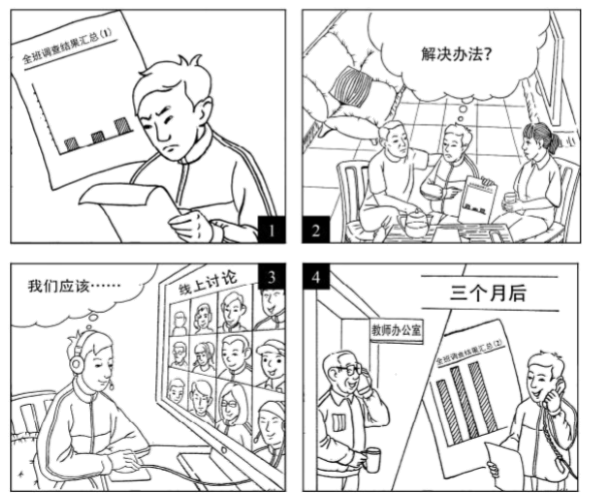 全班调查结果汇总(1)
1
解决办法?
2
我们应该……
线上讨论
3
4
三个月后
教师办公室
全班调查结果汇总(2)